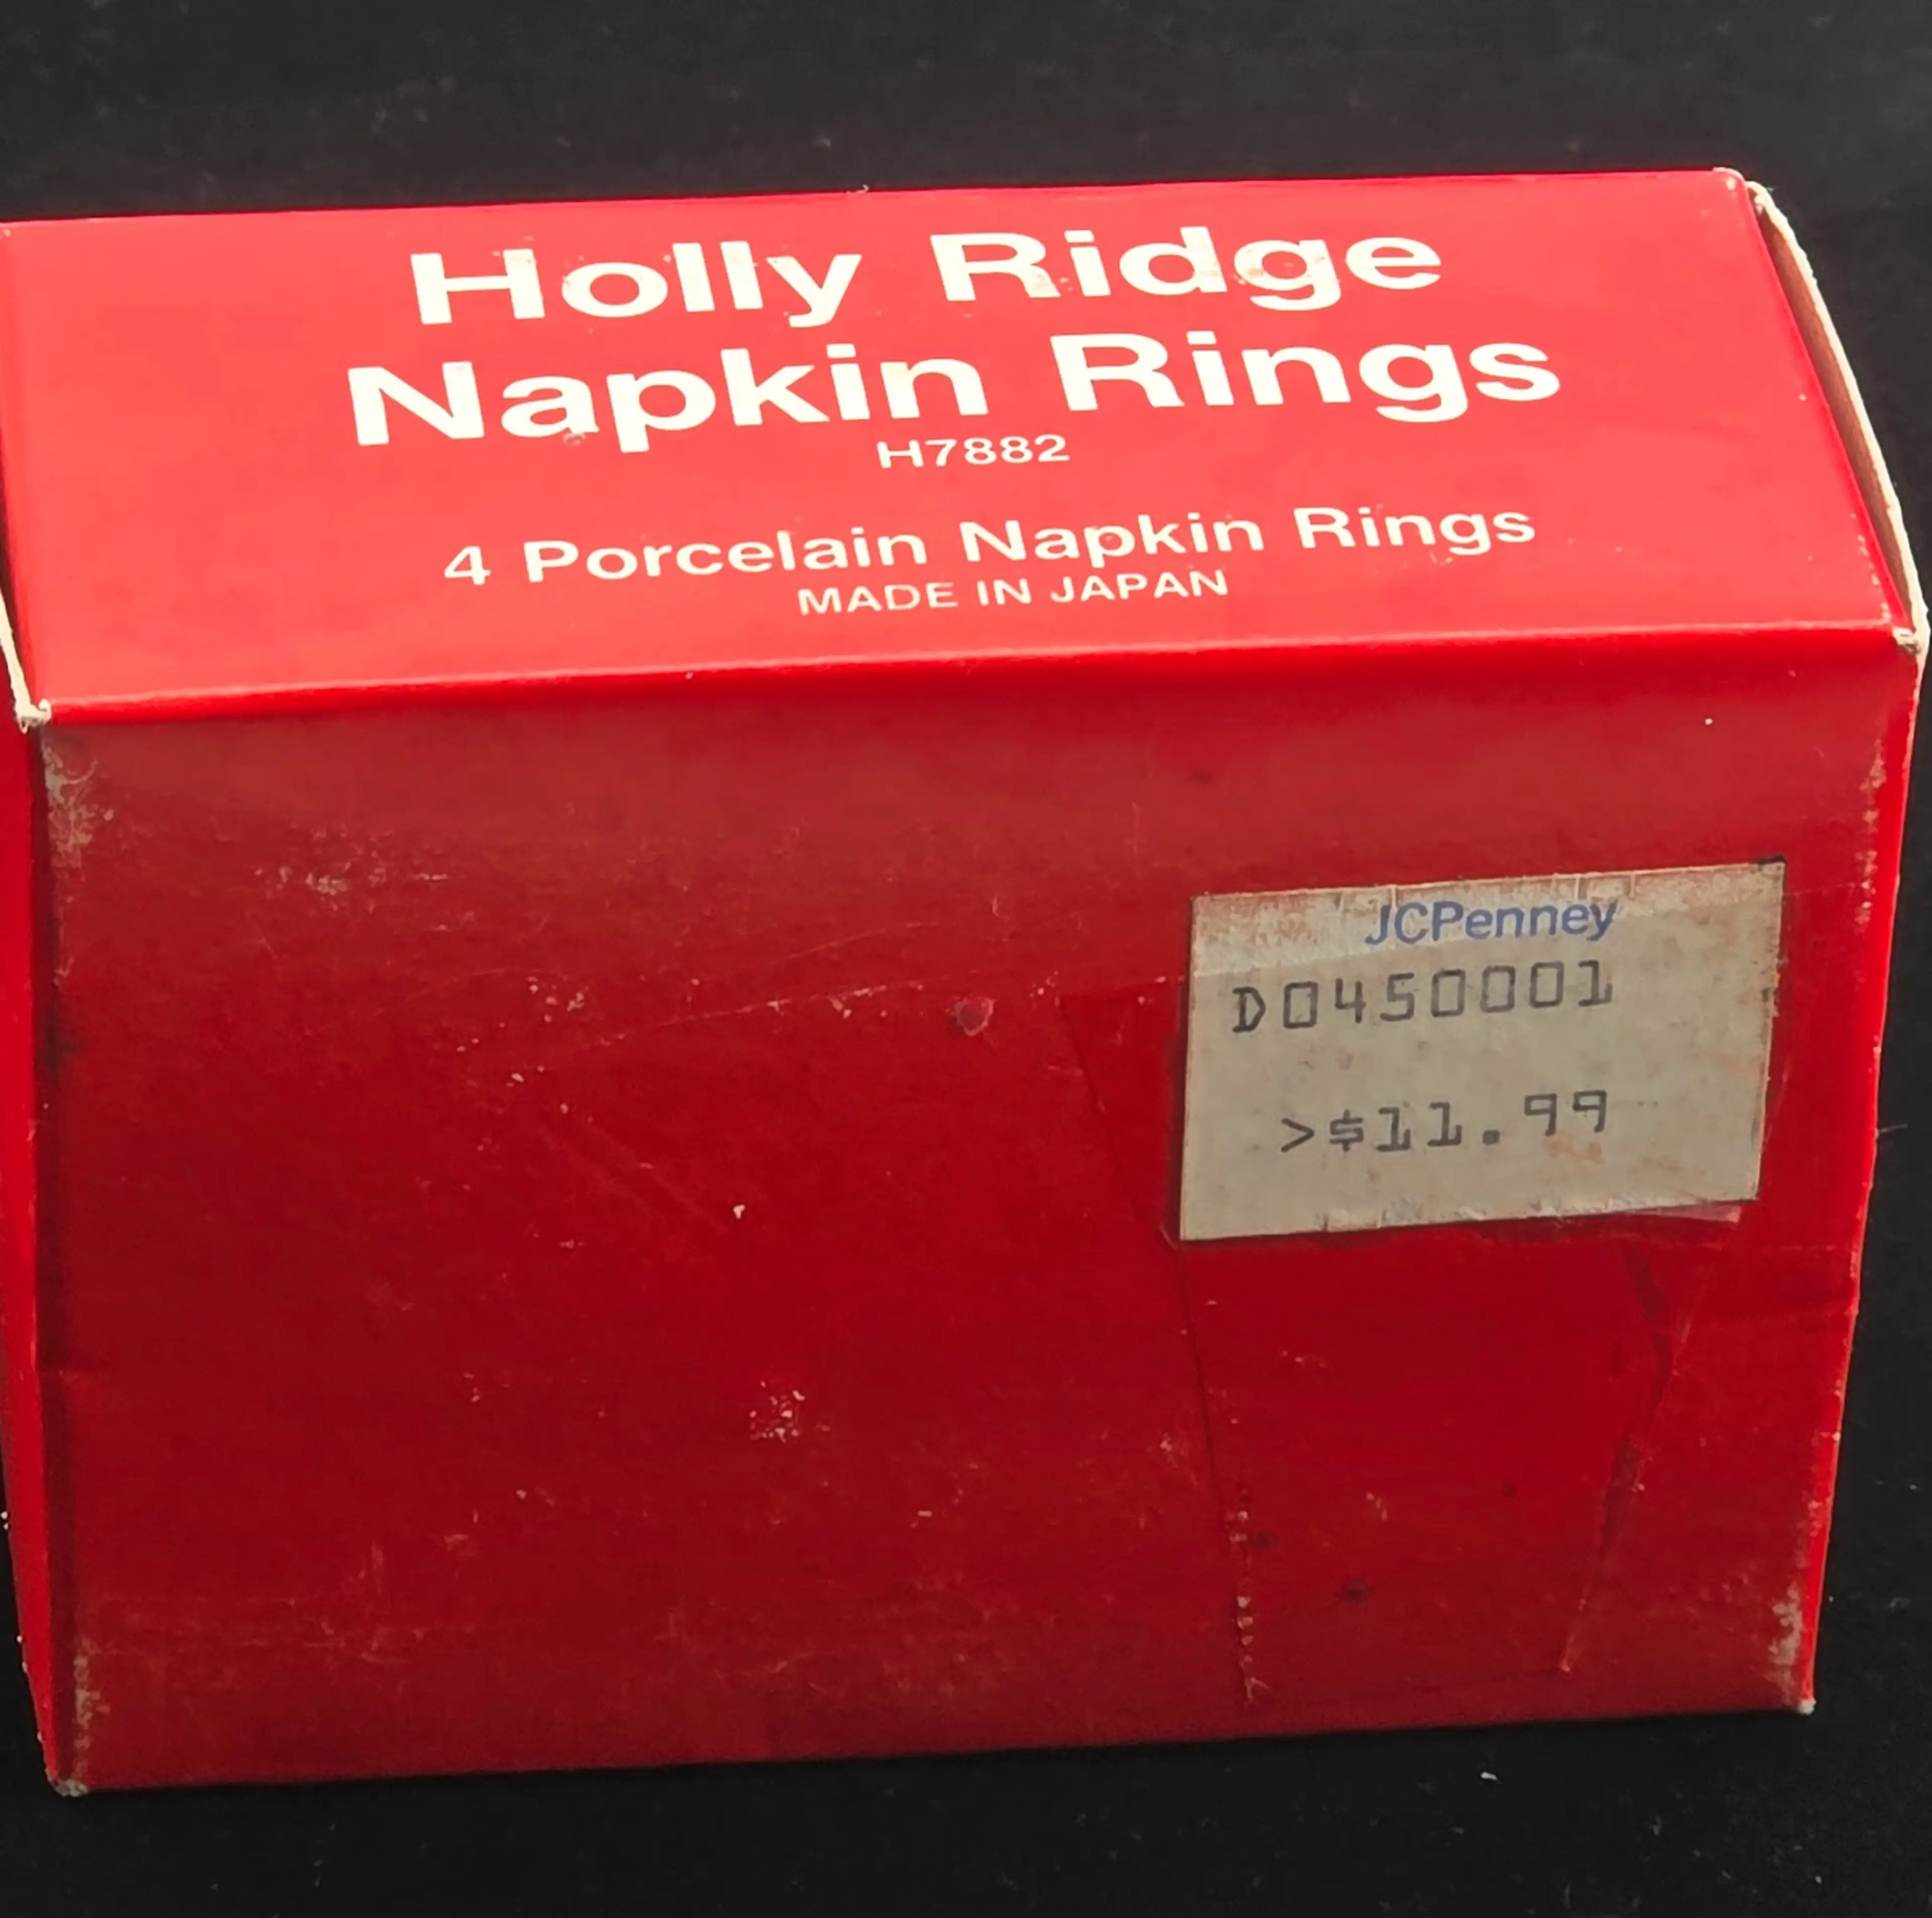 Holly Ridge
Napkin Rings
H7882
4 Porcelain Napkin Rings
MADE IN JAPAN
JCPenney
D0450001
>$11.99